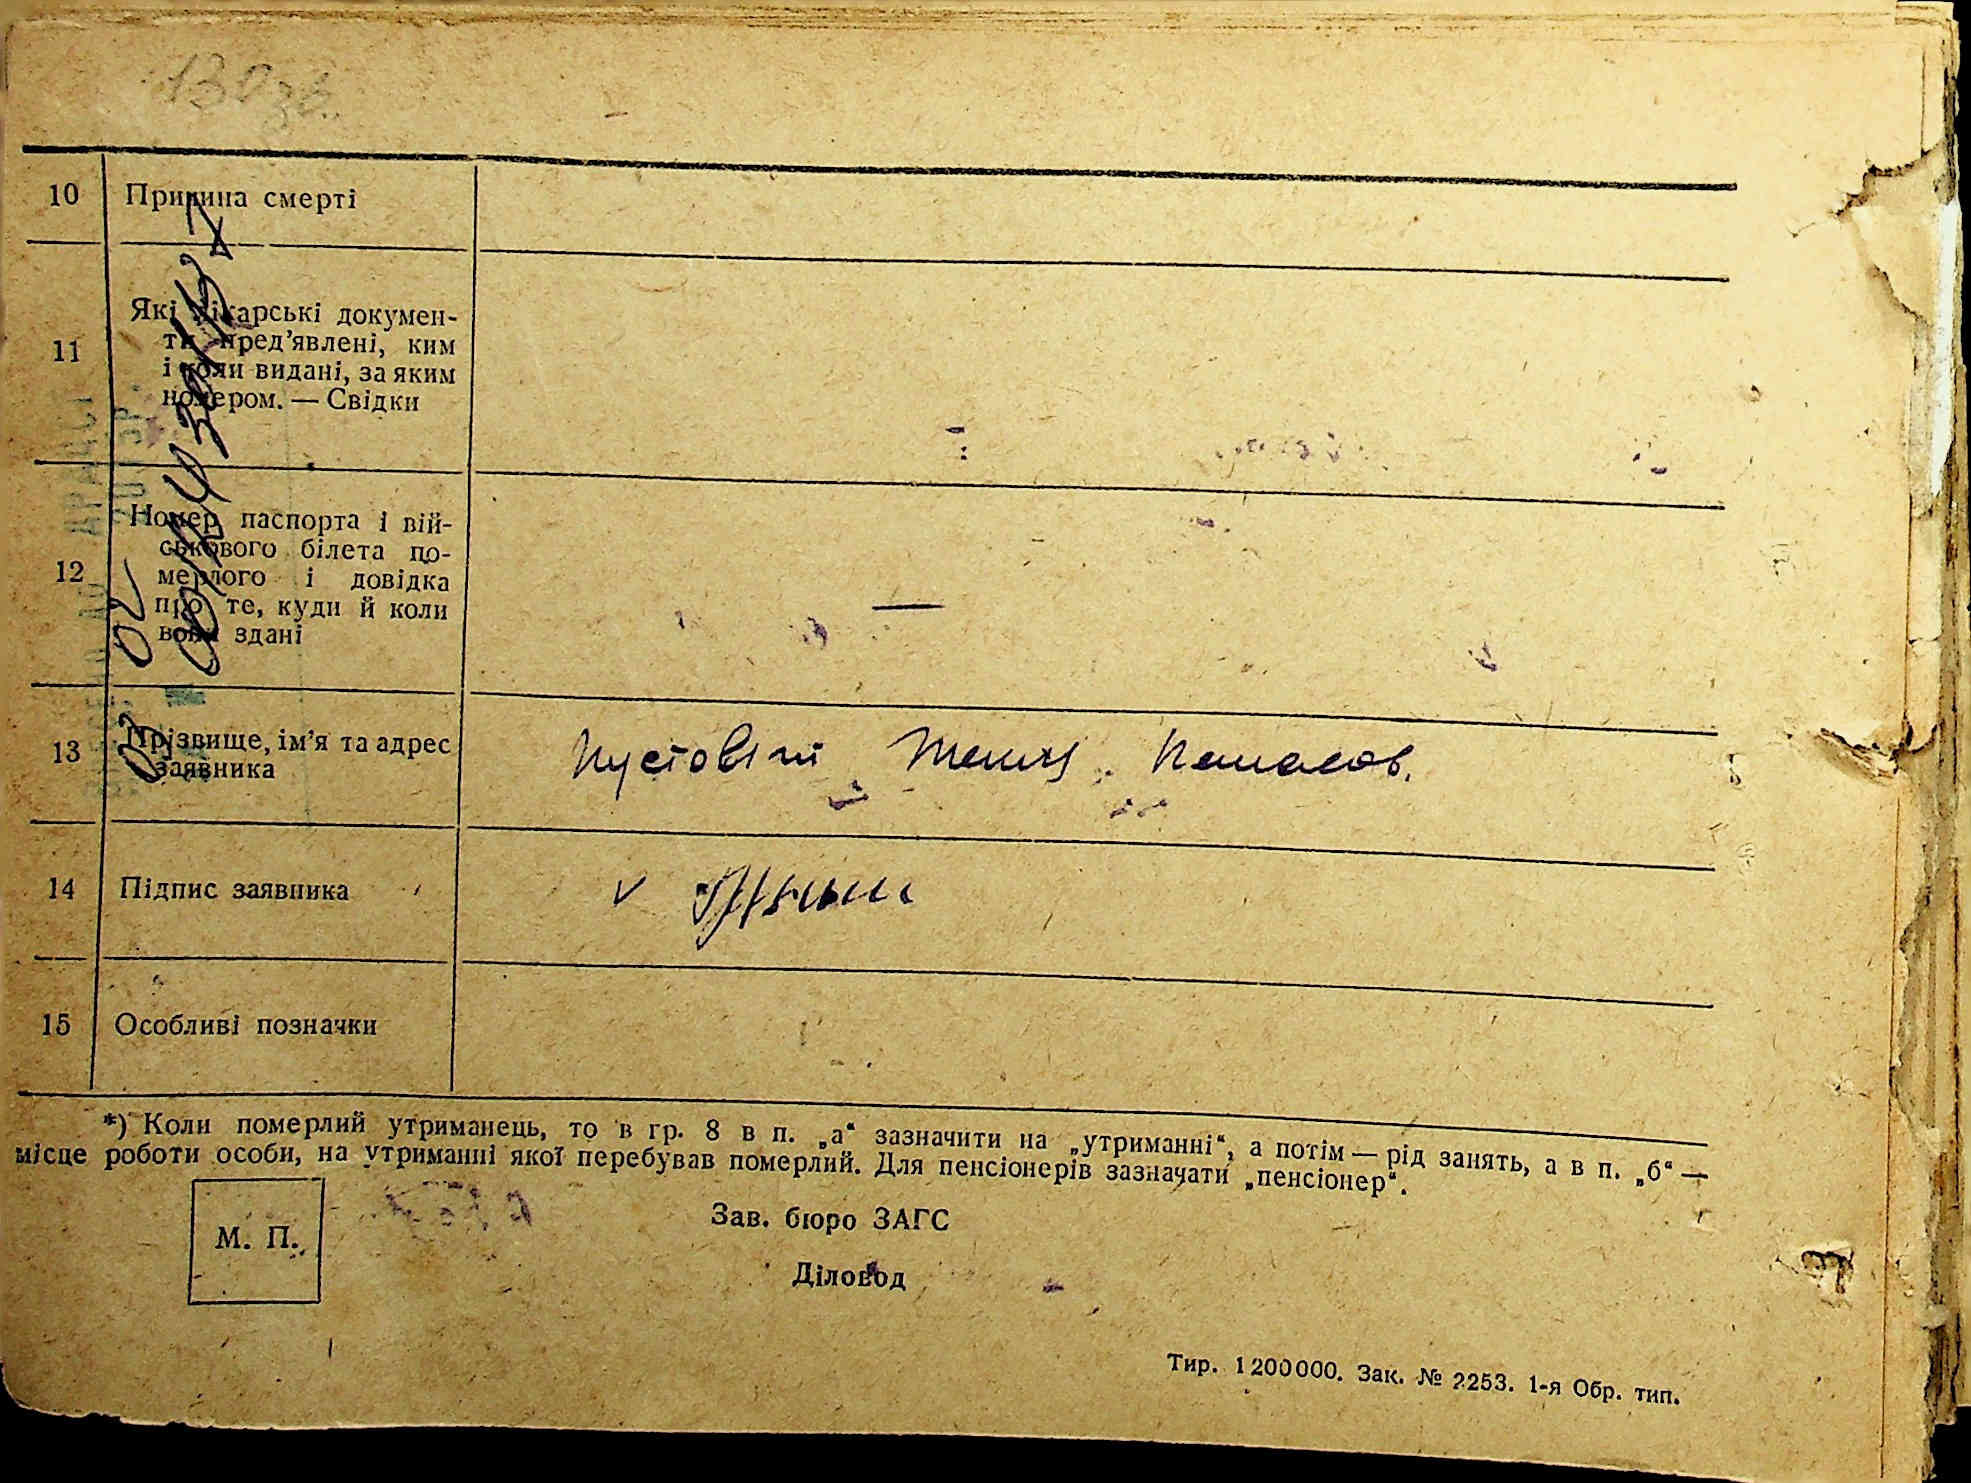 130 зв.
10 Причина смерті
11 Які лікарські докумен-
ти пред’явлені, ким
і коли видані, за яким
номером. — Свідки
12 Номер паспорта і вій-
ськового білета по-
мерлого і довідка
про те, куди й коли
вони здані
—
13 Прізвище, ім’я та адрес
заявника
Пустовіт
14 Підпис заявника
v
15 Особливі позначки
*) Коли померлий утриманець, то в гр. 8 в п. „а“ зазначити на „утриманні“, а потім — рід занять, а в п. „б“ —
місце роботи особи, на утриманні якої перебував померлий. Для пенсіонерів зазначати „пенсіонер“.
М. П.
Зав. бюро ЗАГС
Діловод
Тир. 1200000. Зак. № 2253. 1-я Обр. тип.